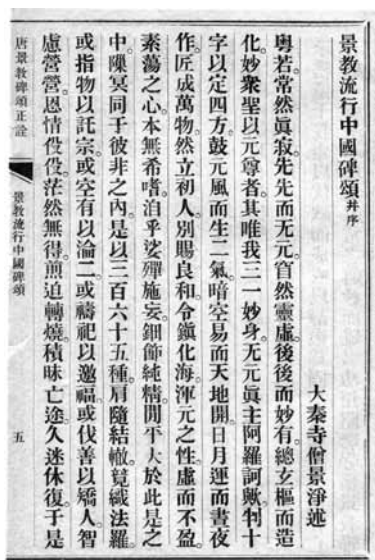 景教流行中國碑頌幷序
大秦寺僧景淨述
粤若常然眞寂先先而无元窅然靈虛後後而妙有總玄樞而造
化妙衆聖以元尊者其唯我三一妙身无元眞主阿羅訶歟判十
字以定四方。鼓元風而生二氣。暗空易而天地開。日月運而晝夜
作。匠成萬物。然立初人。別賜良和。令鎭化海。渾元之性。虛而不盈。
素蕩之心。本無希嗜。洎乎娑殫施妄。鈿飾純精。閒平大於此是之
中。隟冥同于彼非之內。是以三百六十五種。肩隨結轍。競織法羅。
或指物以託宗。或空有以淪二。或禱祀以邀福。或伐善以矯人。智
慮營營。恩情役役。茫然無得。煎迫轉燒。積昧亡途。久迷休復。于是
唐景教碑頌正詮
景教流行中國碑頌
五